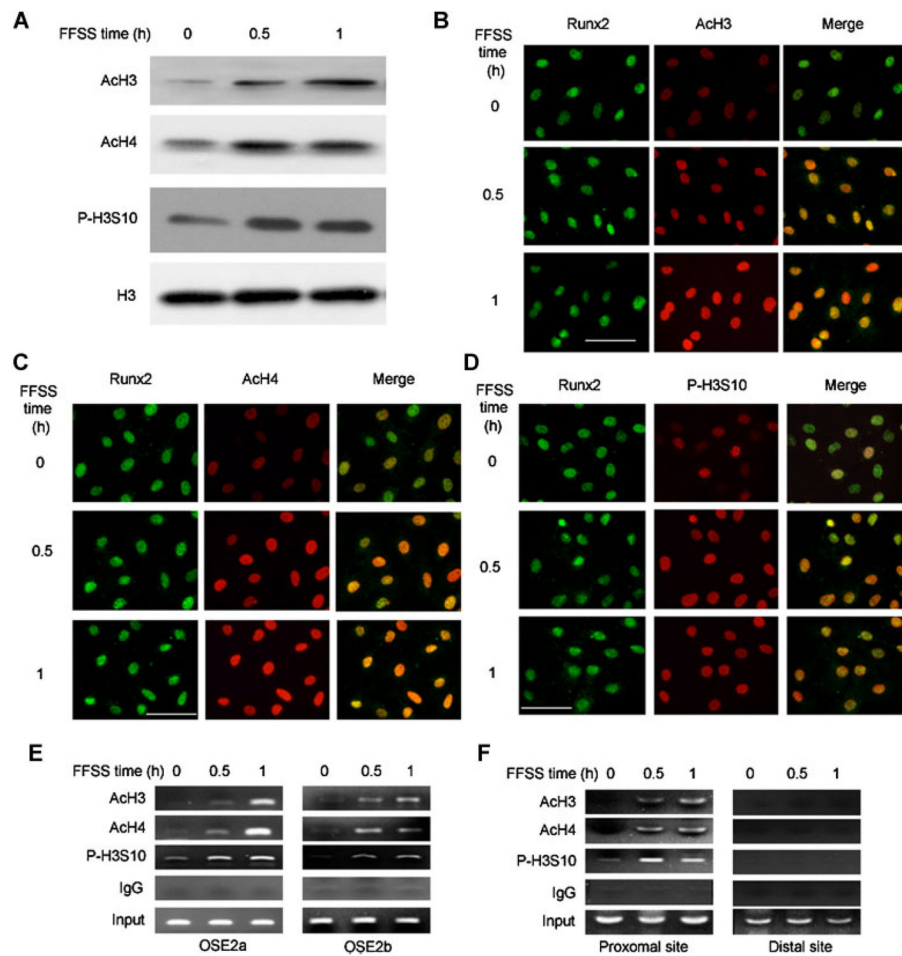 A
FFSS time (h) 0 0.5 1
AcH3
AcH4
P-H3S10
H3
B
Runx2 AcH3 Merge
FFSS
time
(h)
0
0.5
1
C
Runx2 AcH4 Merge
FFSS
time
(h)
0
0.5
1
D
Runx2 P-H3S10 Merge
FFSS
time
(h)
0
0.5
1
E
FFSS time (h) 0 0.5 1 0 0.5 1
AcH3
AcH4
P-H3S10
IgG
Input
OSE2a OSE2b
F
FFSS time (h) 0 0.5 1 0 0.5 1
AcH3
AcH4
P-H3S10
IgG
Input
Proxomal site Distal site